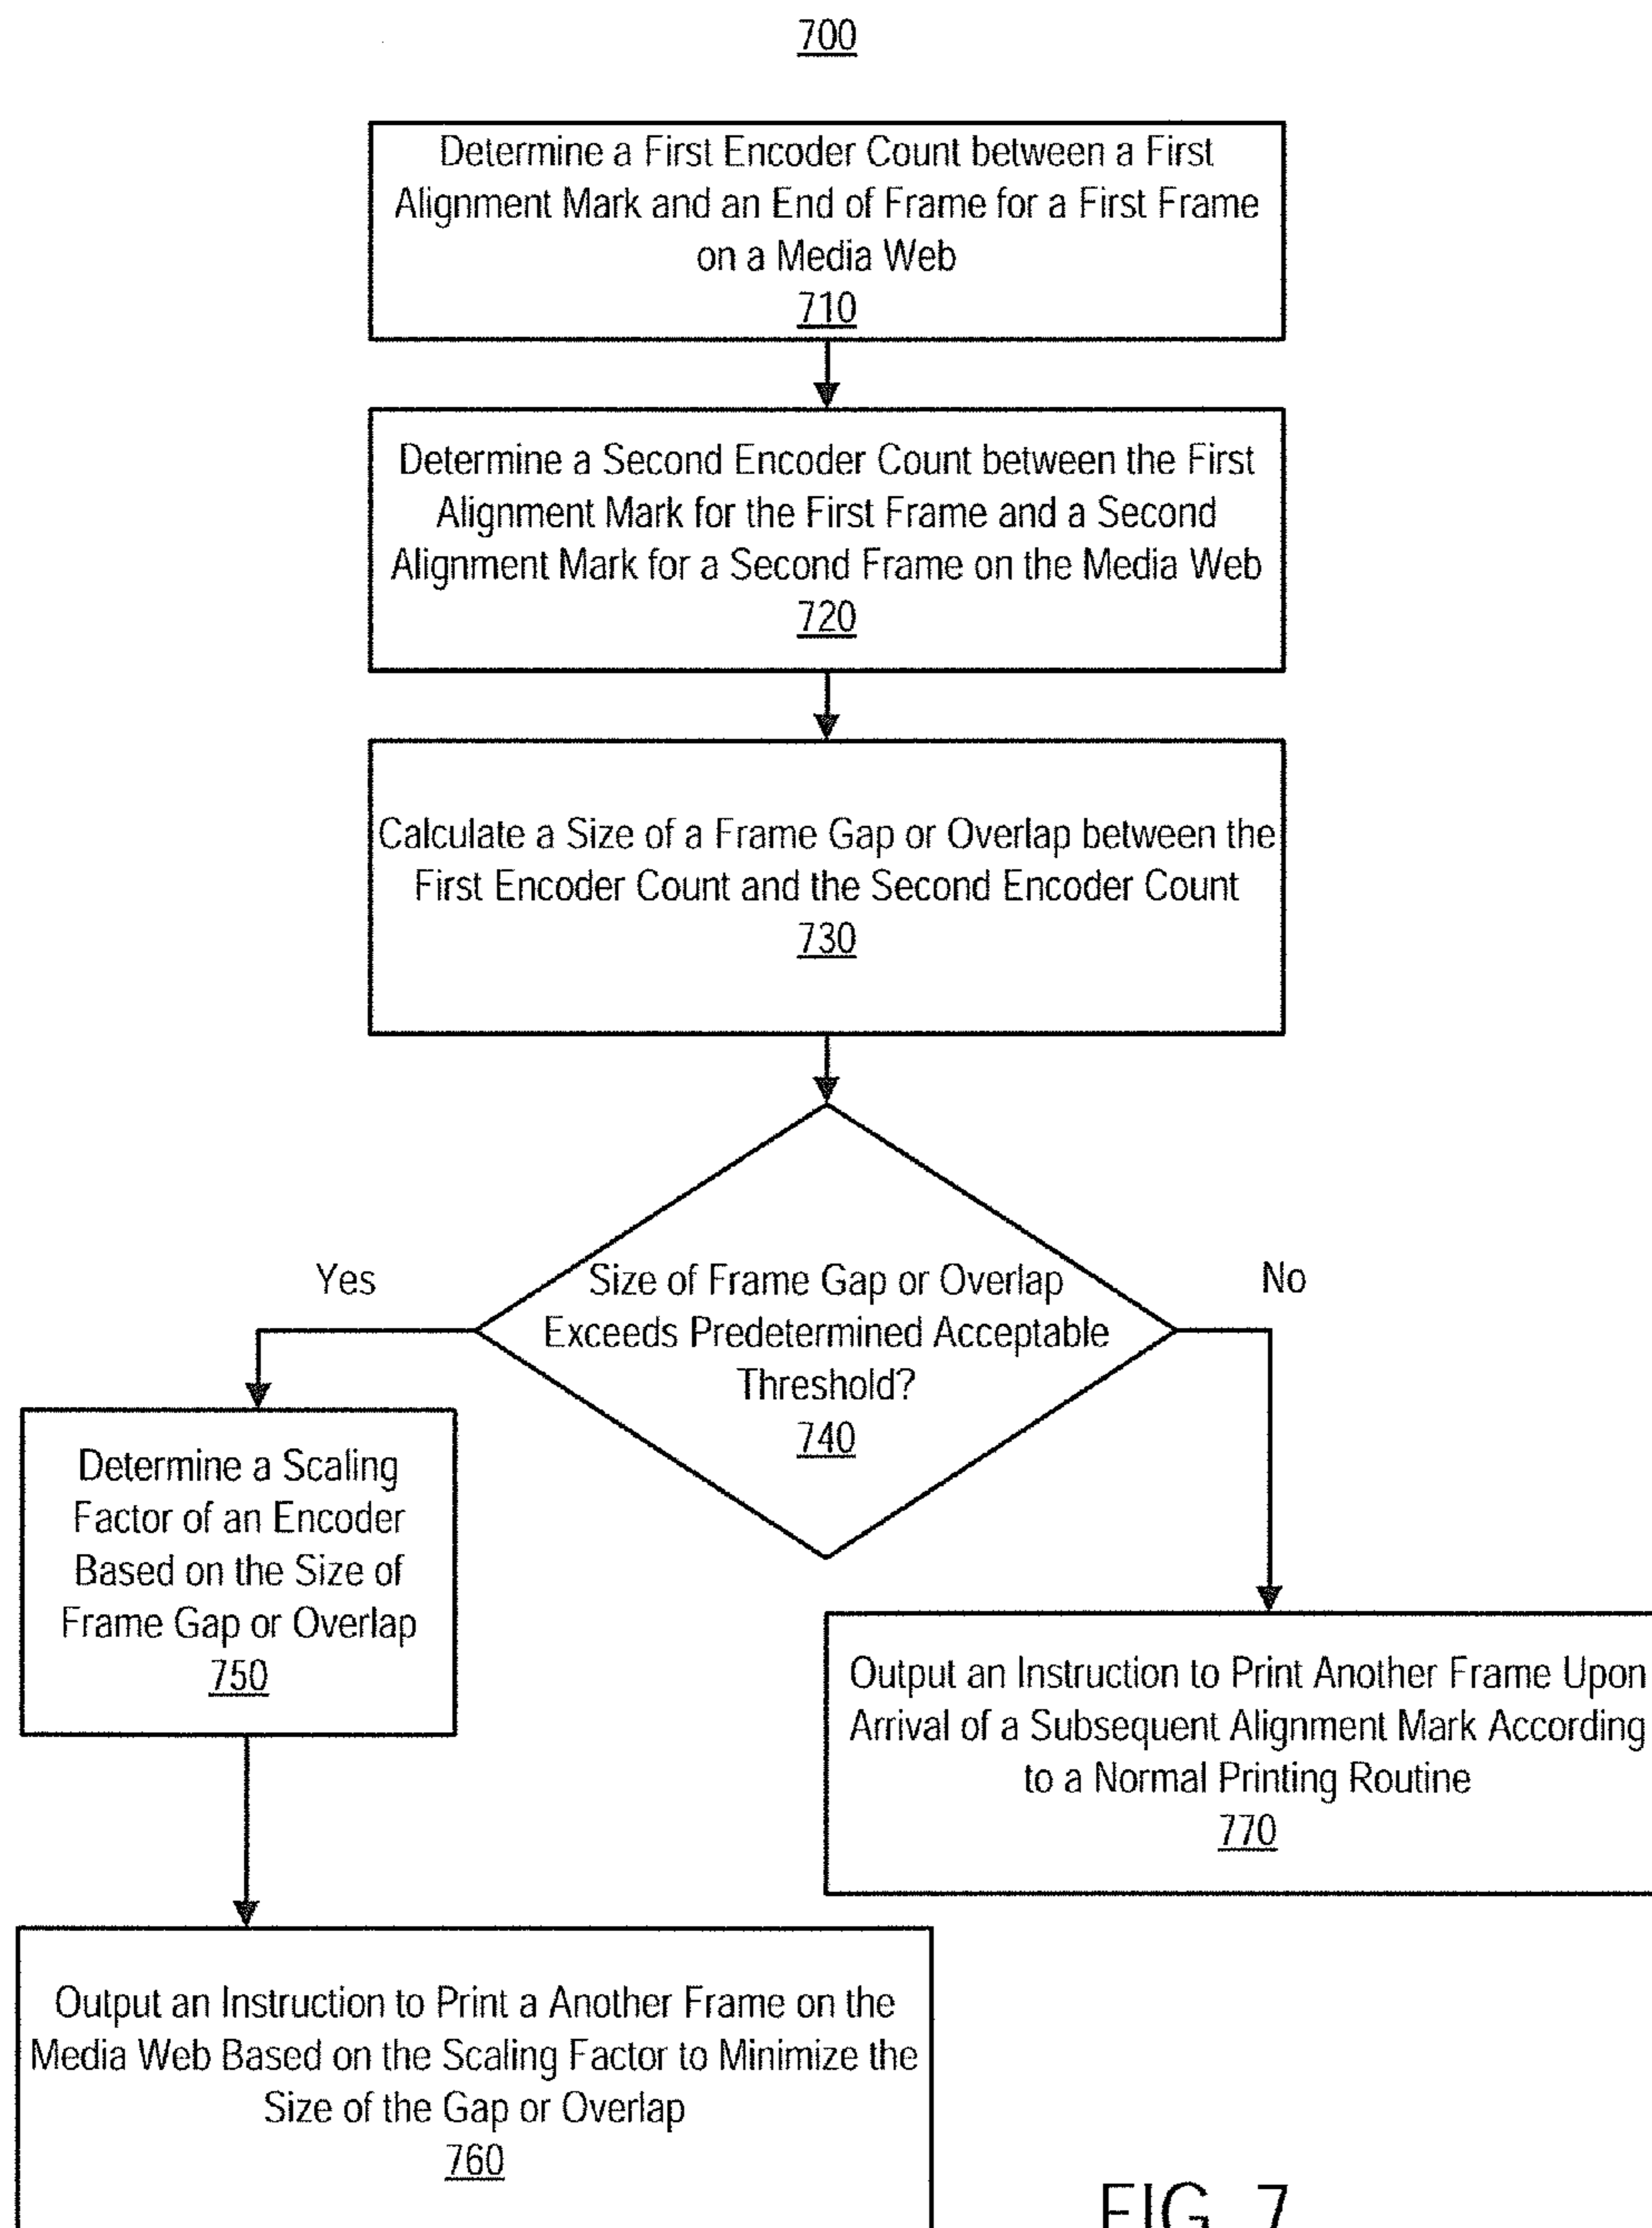 700
Determine a First Encoder Count between a First
Alignment Mark and an End of Frame for a First Frame
on a Media Web
710
Determine a Second Encoder Count between the First
Alignment Mark for the First Frame and a Second
Alignment Mark for a Second Frame on the Media Web
720
Calculate a Size of a Frame Gap or Overlap between the
First Encoder Count and the Second Encoder Count
730
Yes
Size of Frame Gap or Overlap
Exceeds Predetermined Acceptable
Threshold?
740
No
Determine a Scaling
Factor of an Encoder
Based on the Size of
Frame Gap or Overlap
750
Output an Instruction to Print Another Frame Upon
Arrival of a Subsequent Alignment Mark According
to a Normal Printing Routine
770
Output an Instruction to Print a Another Frame on the
Media Web Based on the Scaling Factor to Minimize the
Size of the Gap or Overlap
760
FIG. 7